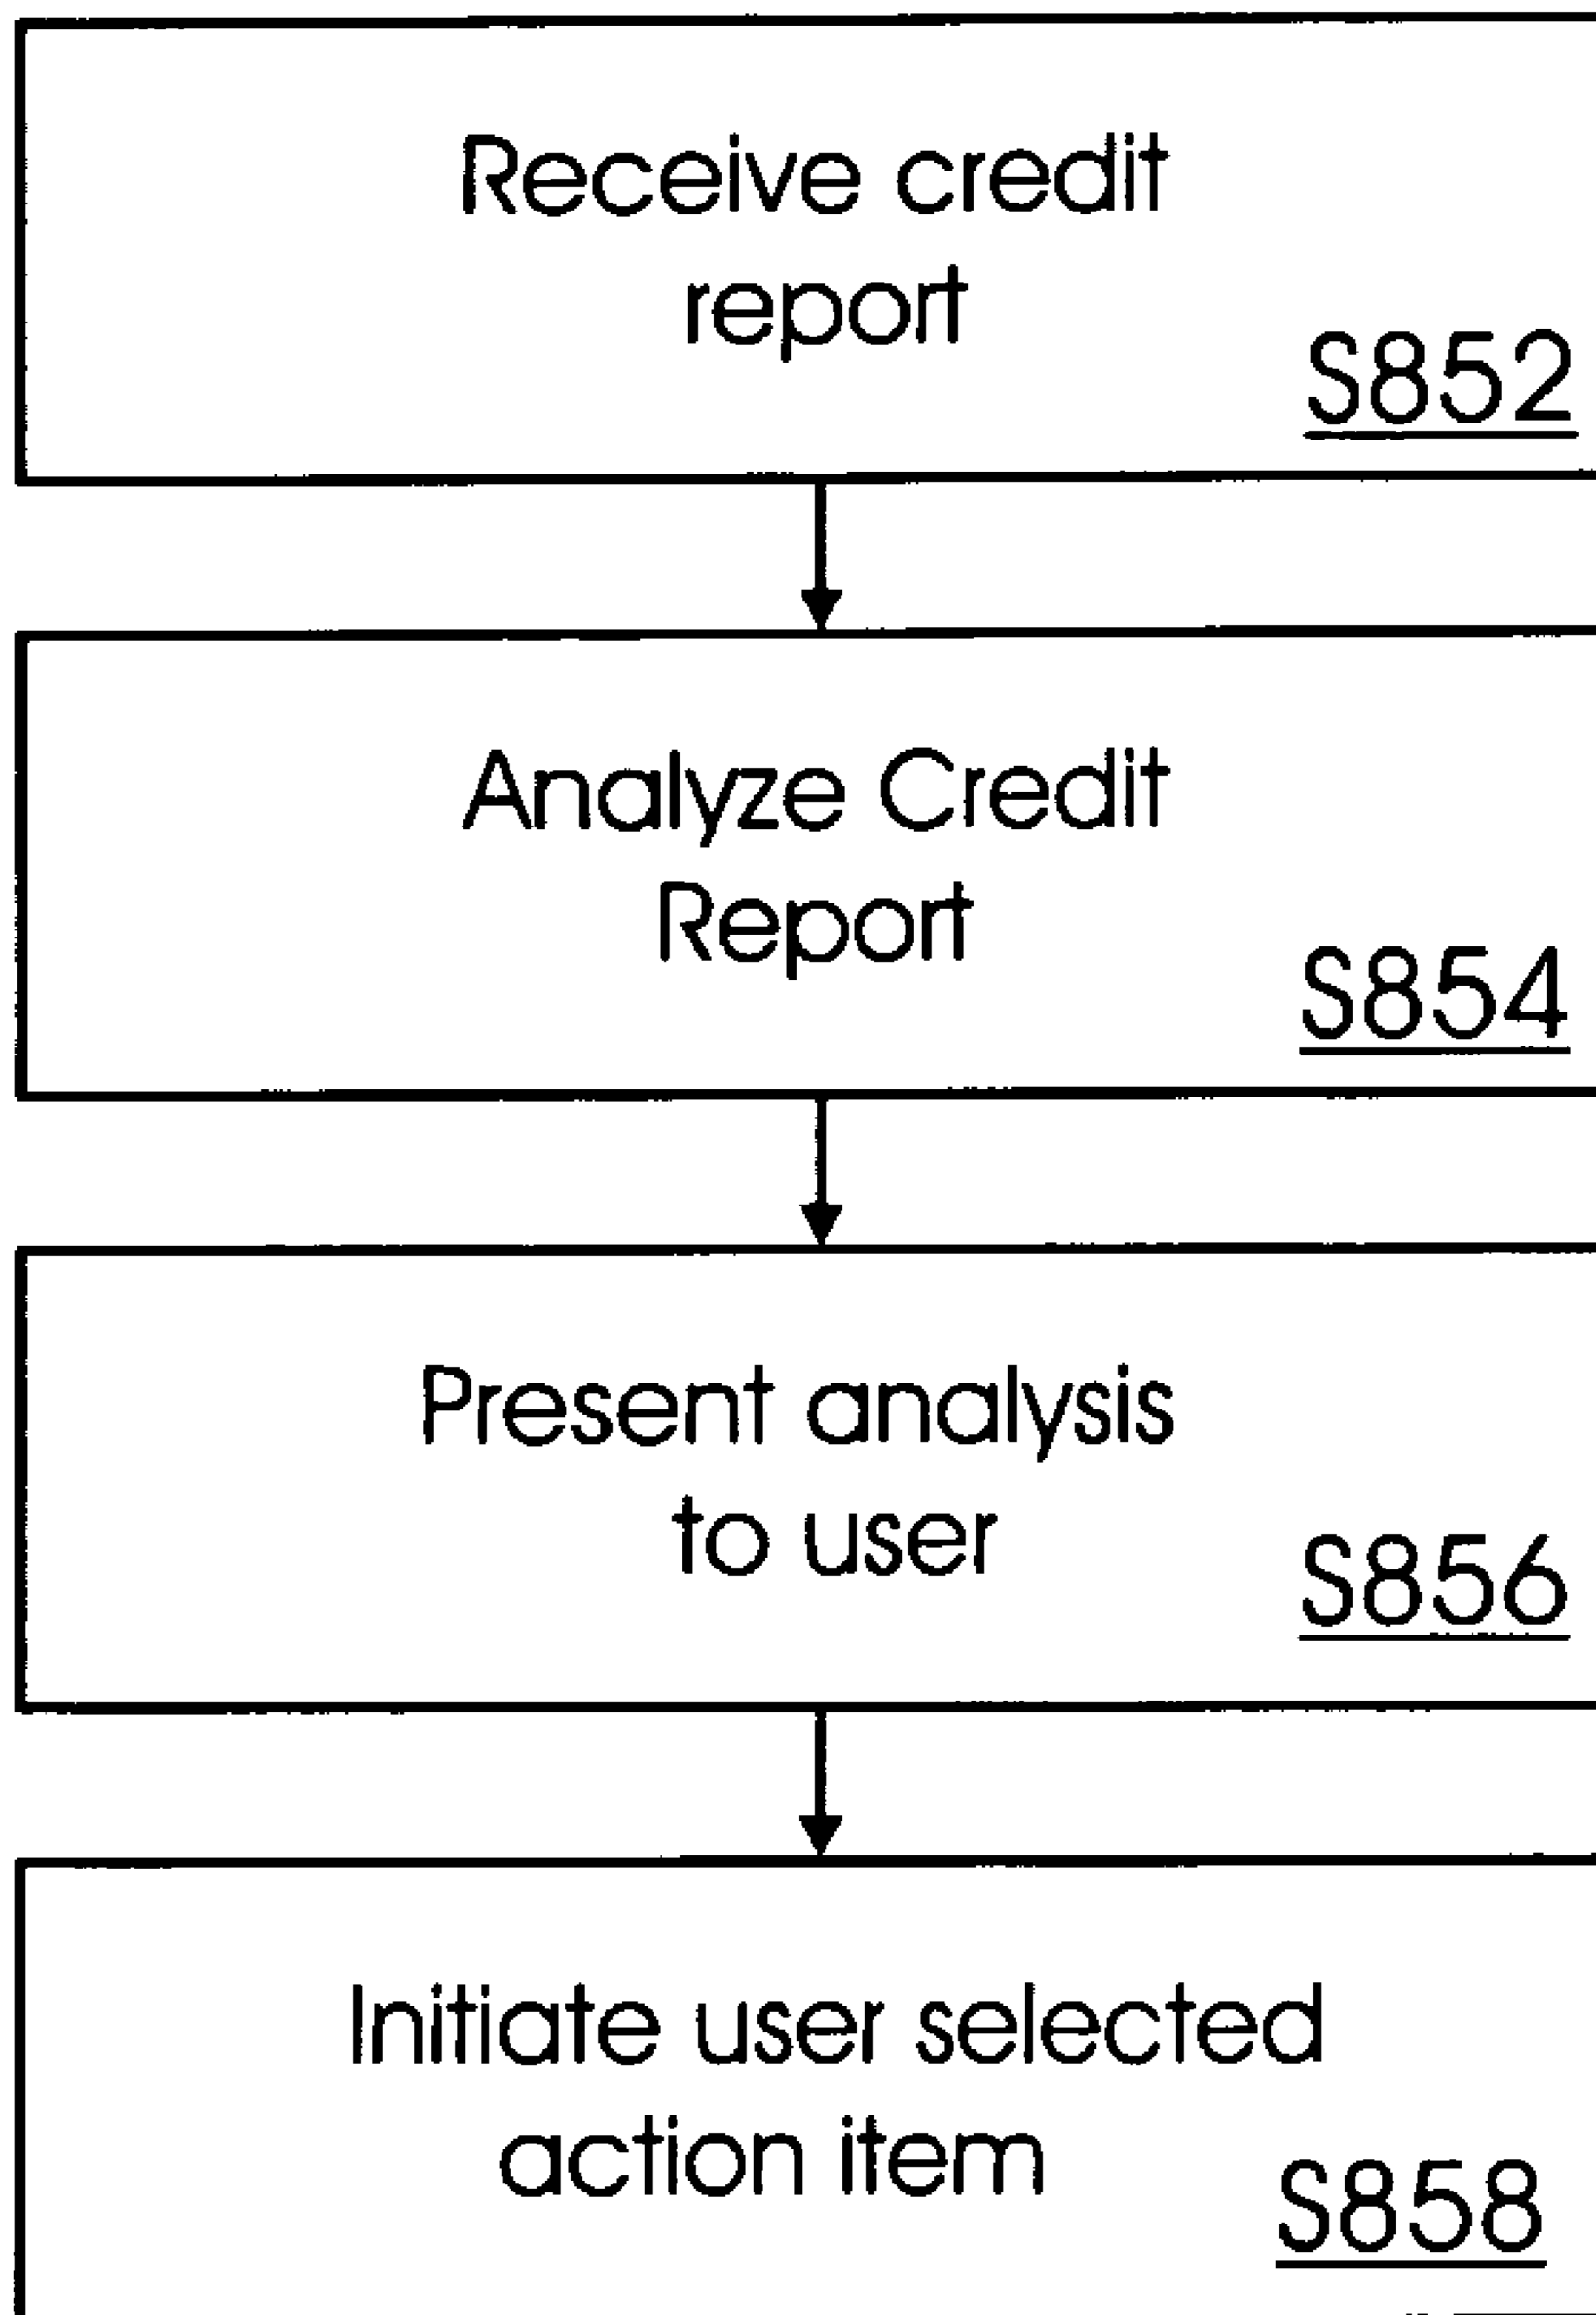 Receive credit
report
S852
Analyze Credit
Report
S854
Present analysis
to user
S856
Initiate user selected
action item
S858